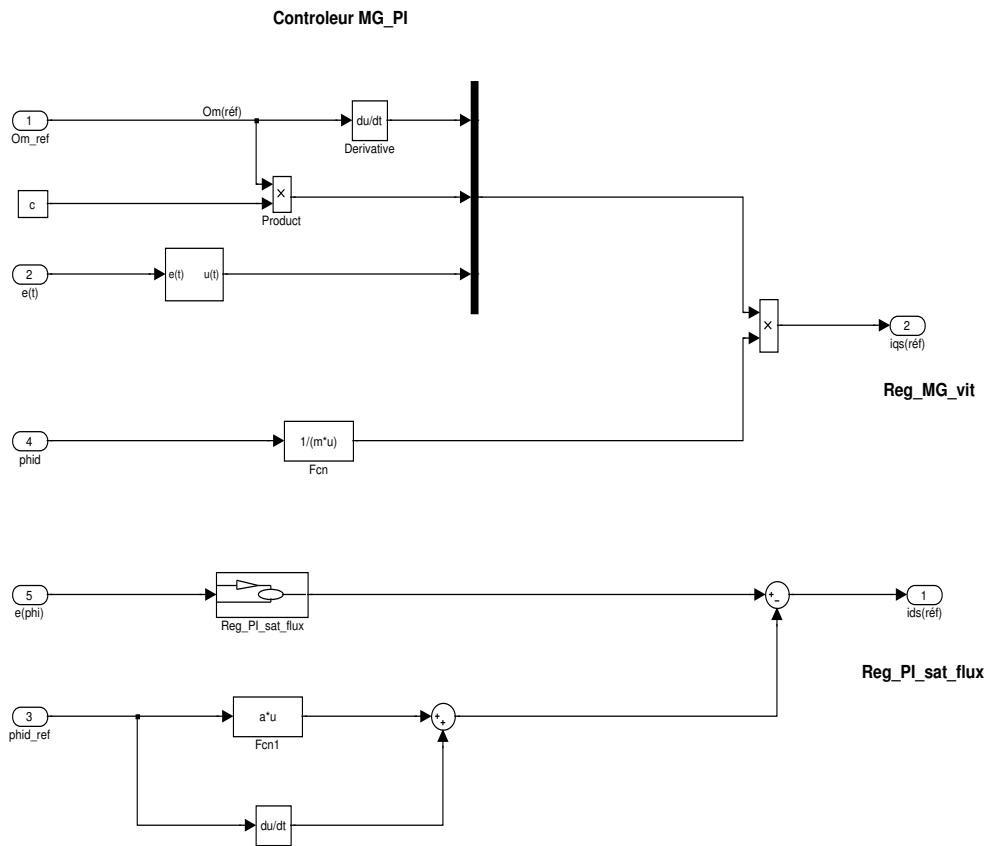 Controleur MG_PI
Om(réf)
1
Om_ref
du/dt
Derivative
c
×
Product
2
e(t)
e(t) u(t)
×
2
iqs(réf)
Reg_MG_vit
4
phid
1/(m*u)
Fcn
5
e(phi)
Reg_PI_sat_flux
+
−
1
ids(réf)
Reg_PI_sat_flux
3
phid_ref
a*u
Fcn1
+
+
du/dt